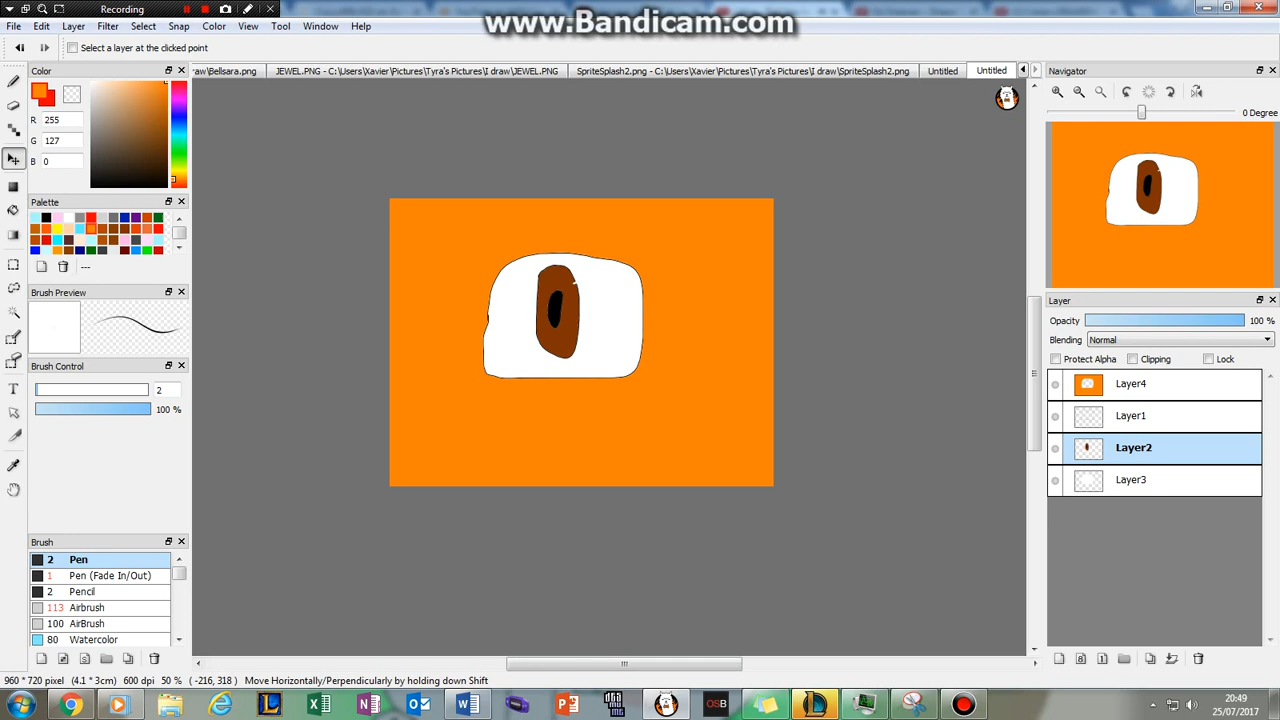 Recording
www.Bandicam.com
File Edit Layer Filter Select Snap Color View Tool Window Help
Select a layer at the clicked point
Color
raw\Bellsara.png
JEWEL.PNG - C:\Users\Xavier\Pictures\Tyra's Pictures\I draw\JEWEL.PNG
SpriteSplash2.png - C:\Users\Xavier\Pictures\Tyra's Pictures\I draw\SpriteSplash2.png
Untitled
Untitled
Navigator
R 255
G 127
B 0
0 Degree
Palette
---
Brush Preview
Layer
Opacity 100 %
Blending Normal
Protect Alpha Clipping Lock
Brush Control
2
100 %
Layer4
Layer1
Layer2
Layer3
Brush
2 Pen
1 Pen (Fade In/Out)
2 Pencil
113 Airbrush
100 AirBrush
80 Watercolor
960 * 720 pixel (4.1 * 3cm) 600 dpi 50 % ( -216, 318 ) Move Horizontally/Perpendicularly by holding down Shift
OSB
20:49
25/07/2017